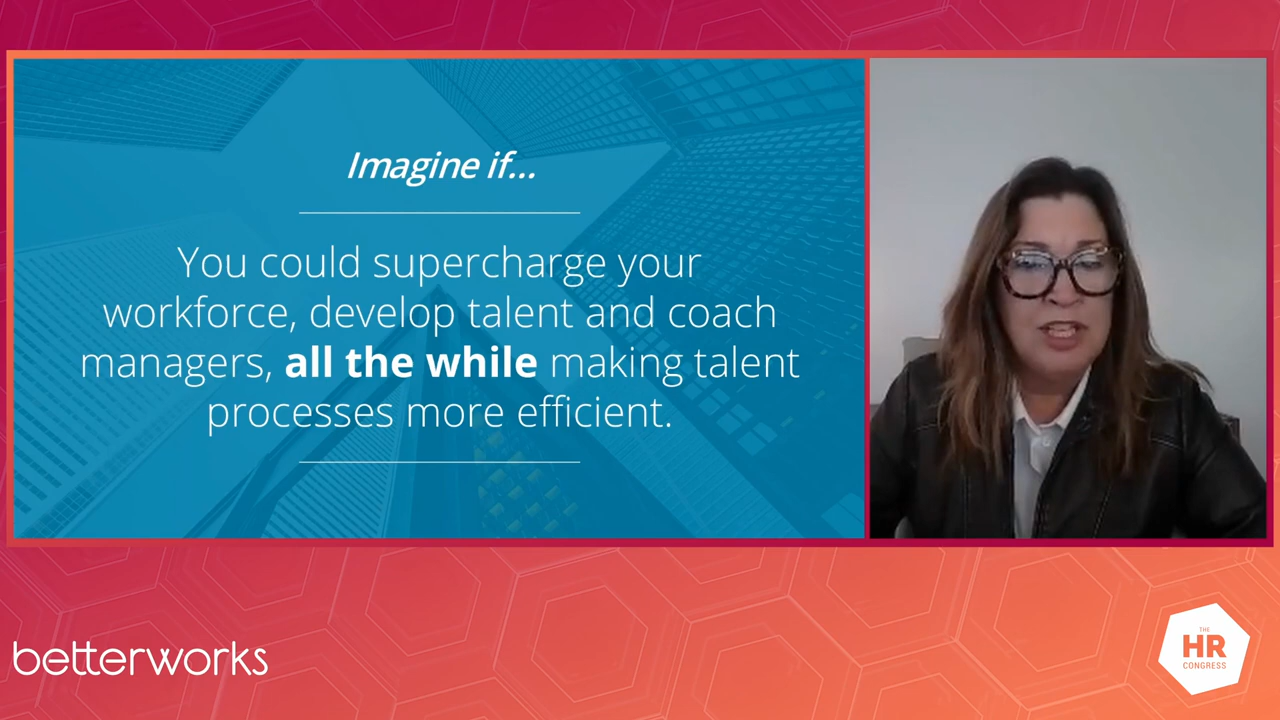 Imagine if...
You could supercharge your
workforce, develop talent and coach
managers, all the while making talent
processes more efficient.
betterworks
THE
HR
CONGRESS